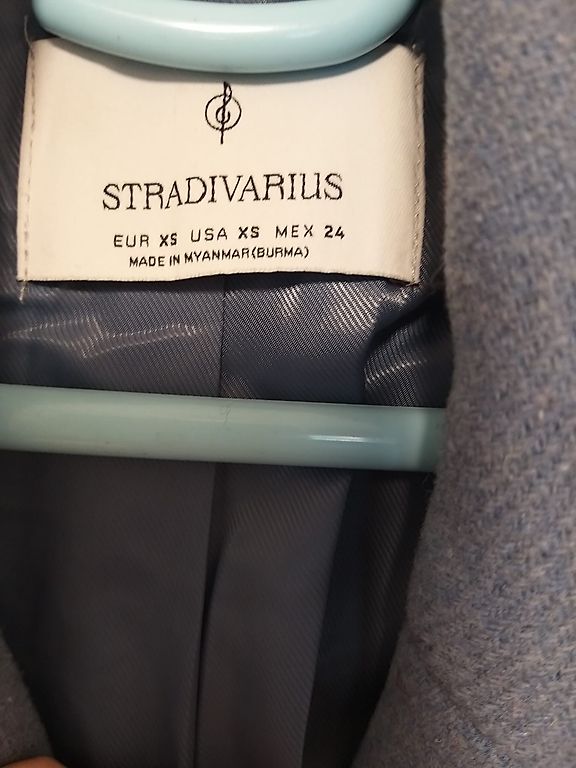 STRADIVARIUS
EUR XS USA XS MEX 24
MADE IN MYANMAR(BURMA)